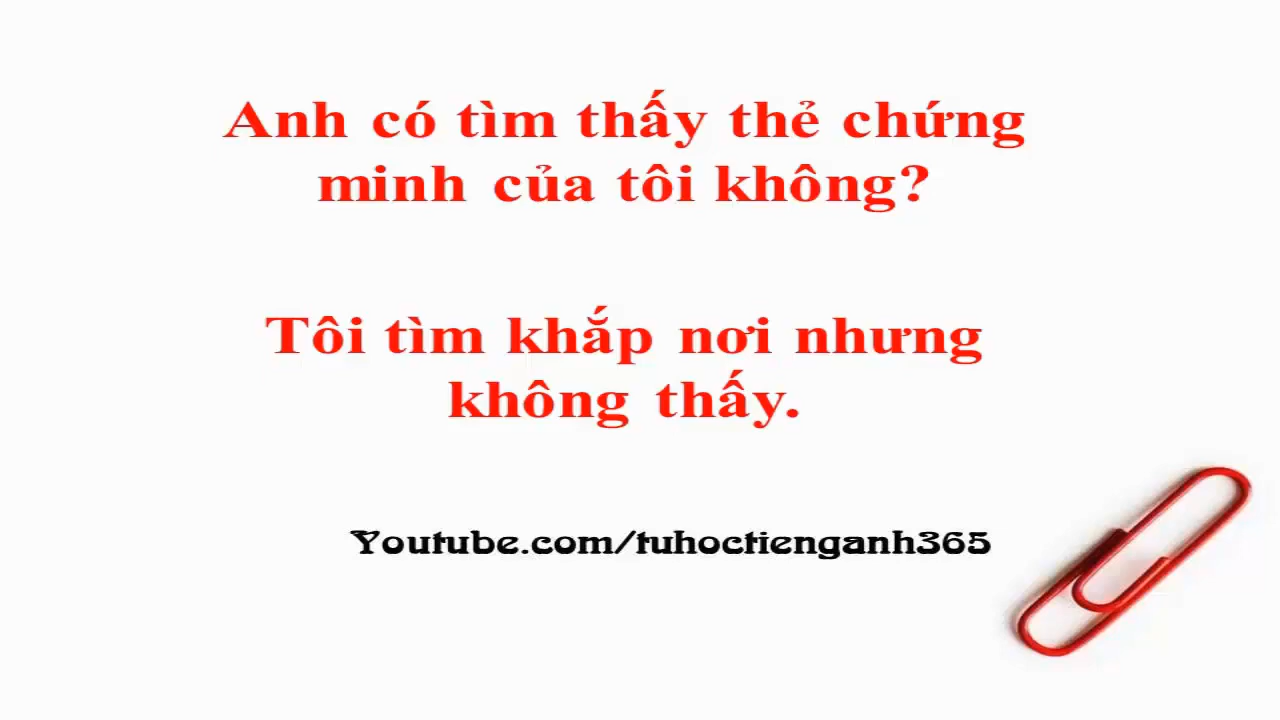 Anh có tìm thấy thẻ chứng
minh của tôi không?
Tôi tìm khắp nơi nhưng
không thấy.
Youtube.com/tuhoctienganh365